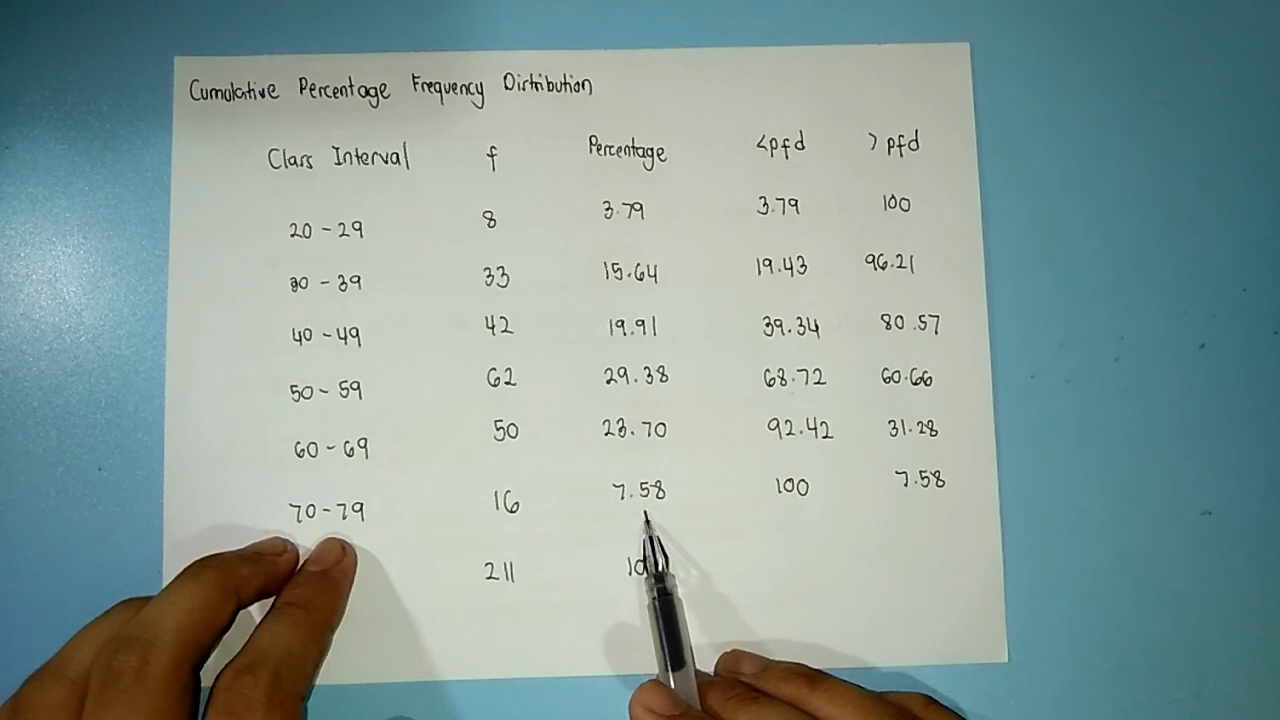 Cumulative Percentage Frequency Distribution
Class Interval f Percentage <pfd >pfd
20-29 8 3.79 3.79 100
30-39 33 15.64 19.43 96.21
40-49 42 19.91 39.34 80.57
50-59 62 29.38 68.72 60.66
60-69 50 23.70 92.42 31.28
70-79 16 7.58 100 7.58
211